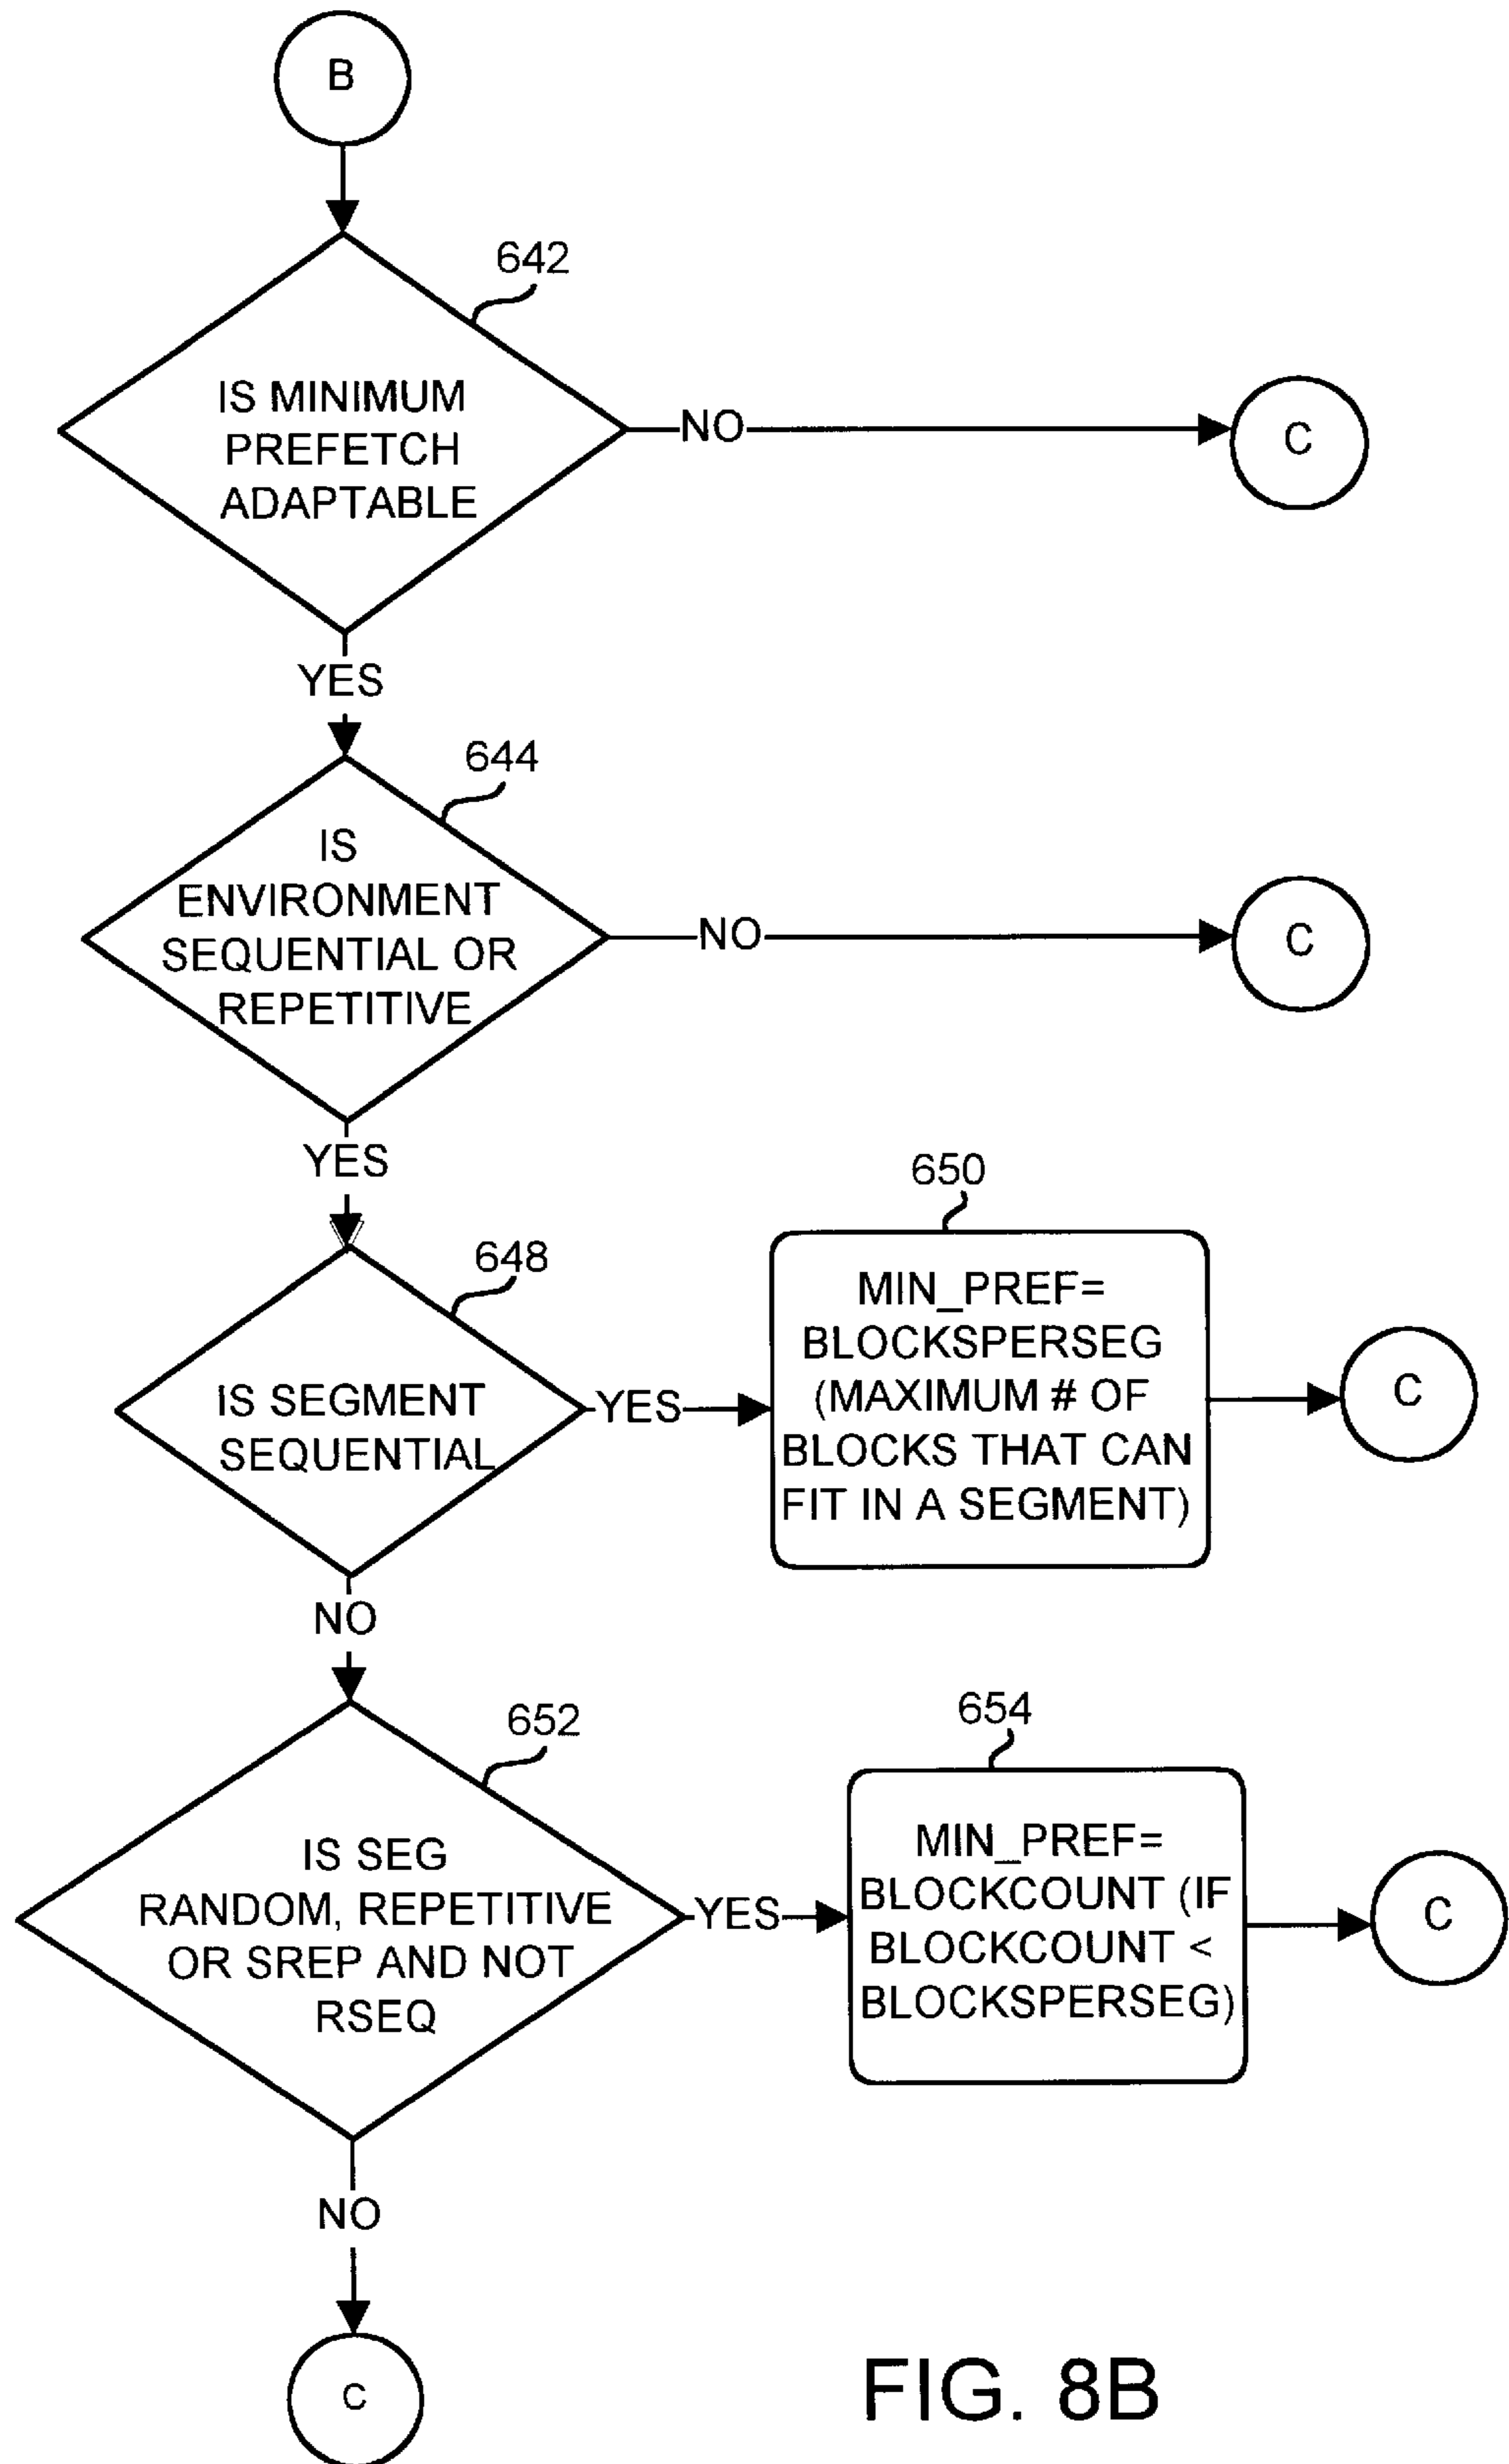 B
642
IS MINIMUM
PREFETCH
ADAPTABLE
NO
C
YES
644
IS
ENVIRONMENT
SEQUENTIAL OR
REPETITIVE
NO
C
YES
648
IS SEGMENT
SEQUENTIAL
YES
650
MIN_PREF=
BLOCKSPERSEG
(MAXIMUM # OF
BLOCKS THAT CAN
FIT IN A SEGMENT)
C
NO
652
IS SEG
RANDOM, REPETITIVE
OR SREP AND NOT
RSEQ
YES
654
MIN_PREF=
BLOCKCOUNT (IF
BLOCKCOUNT <
BLOCKSPERSEG)
C
NO
C
FIG. 8B